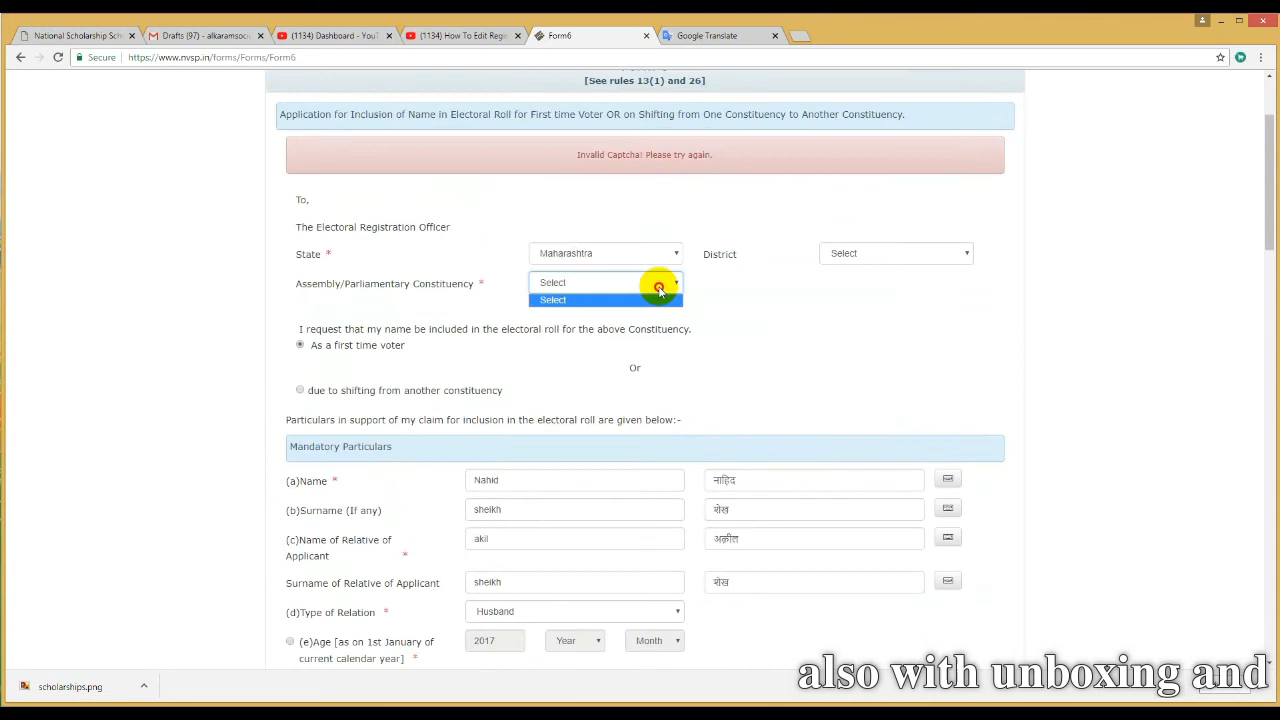 National Scholarship Sch
Drafts (97) - alkaramsoci
(1134) Dashboard - YouT
(1134) How To Edit Regis
Form6
Google Translate
Secure
https://www.nvsp.in/forms/Forms/Form6
[See rules 13(1) and 26]
Application for Inclusion of Name in Electoral Roll for First time Voter OR on Shifting from One Constituency to Another Constituency.
Invalid Captcha! Please try again.
To,
The Electoral Registration Officer
State * Maharashtra District Select
Assembly/Parliamentary Constituency * Select
Select
I request that my name be included in the electoral roll for the above Constituency.
As a first time voter
Or
due to shifting from another constituency
Particulars in support of my claim for inclusion in the electoral roll are given below:-
Mandatory Particulars
(a)Name * Nahid नाहिद
(b)Surname (If any) sheikh शेख
(c)Name of Relative of
Applicant * akil अक़ील
Surname of Relative of Applicant sheikh शेख
(d)Type of Relation * Husband
(e)Age [as on 1st January of
current calendar year] * 2017 Year Month
scholarships.png
also with unboxing and